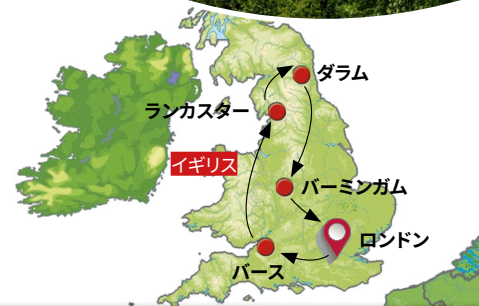 ダラム
ランカスター
イギリス
バーミンガム
ロンドン
バース